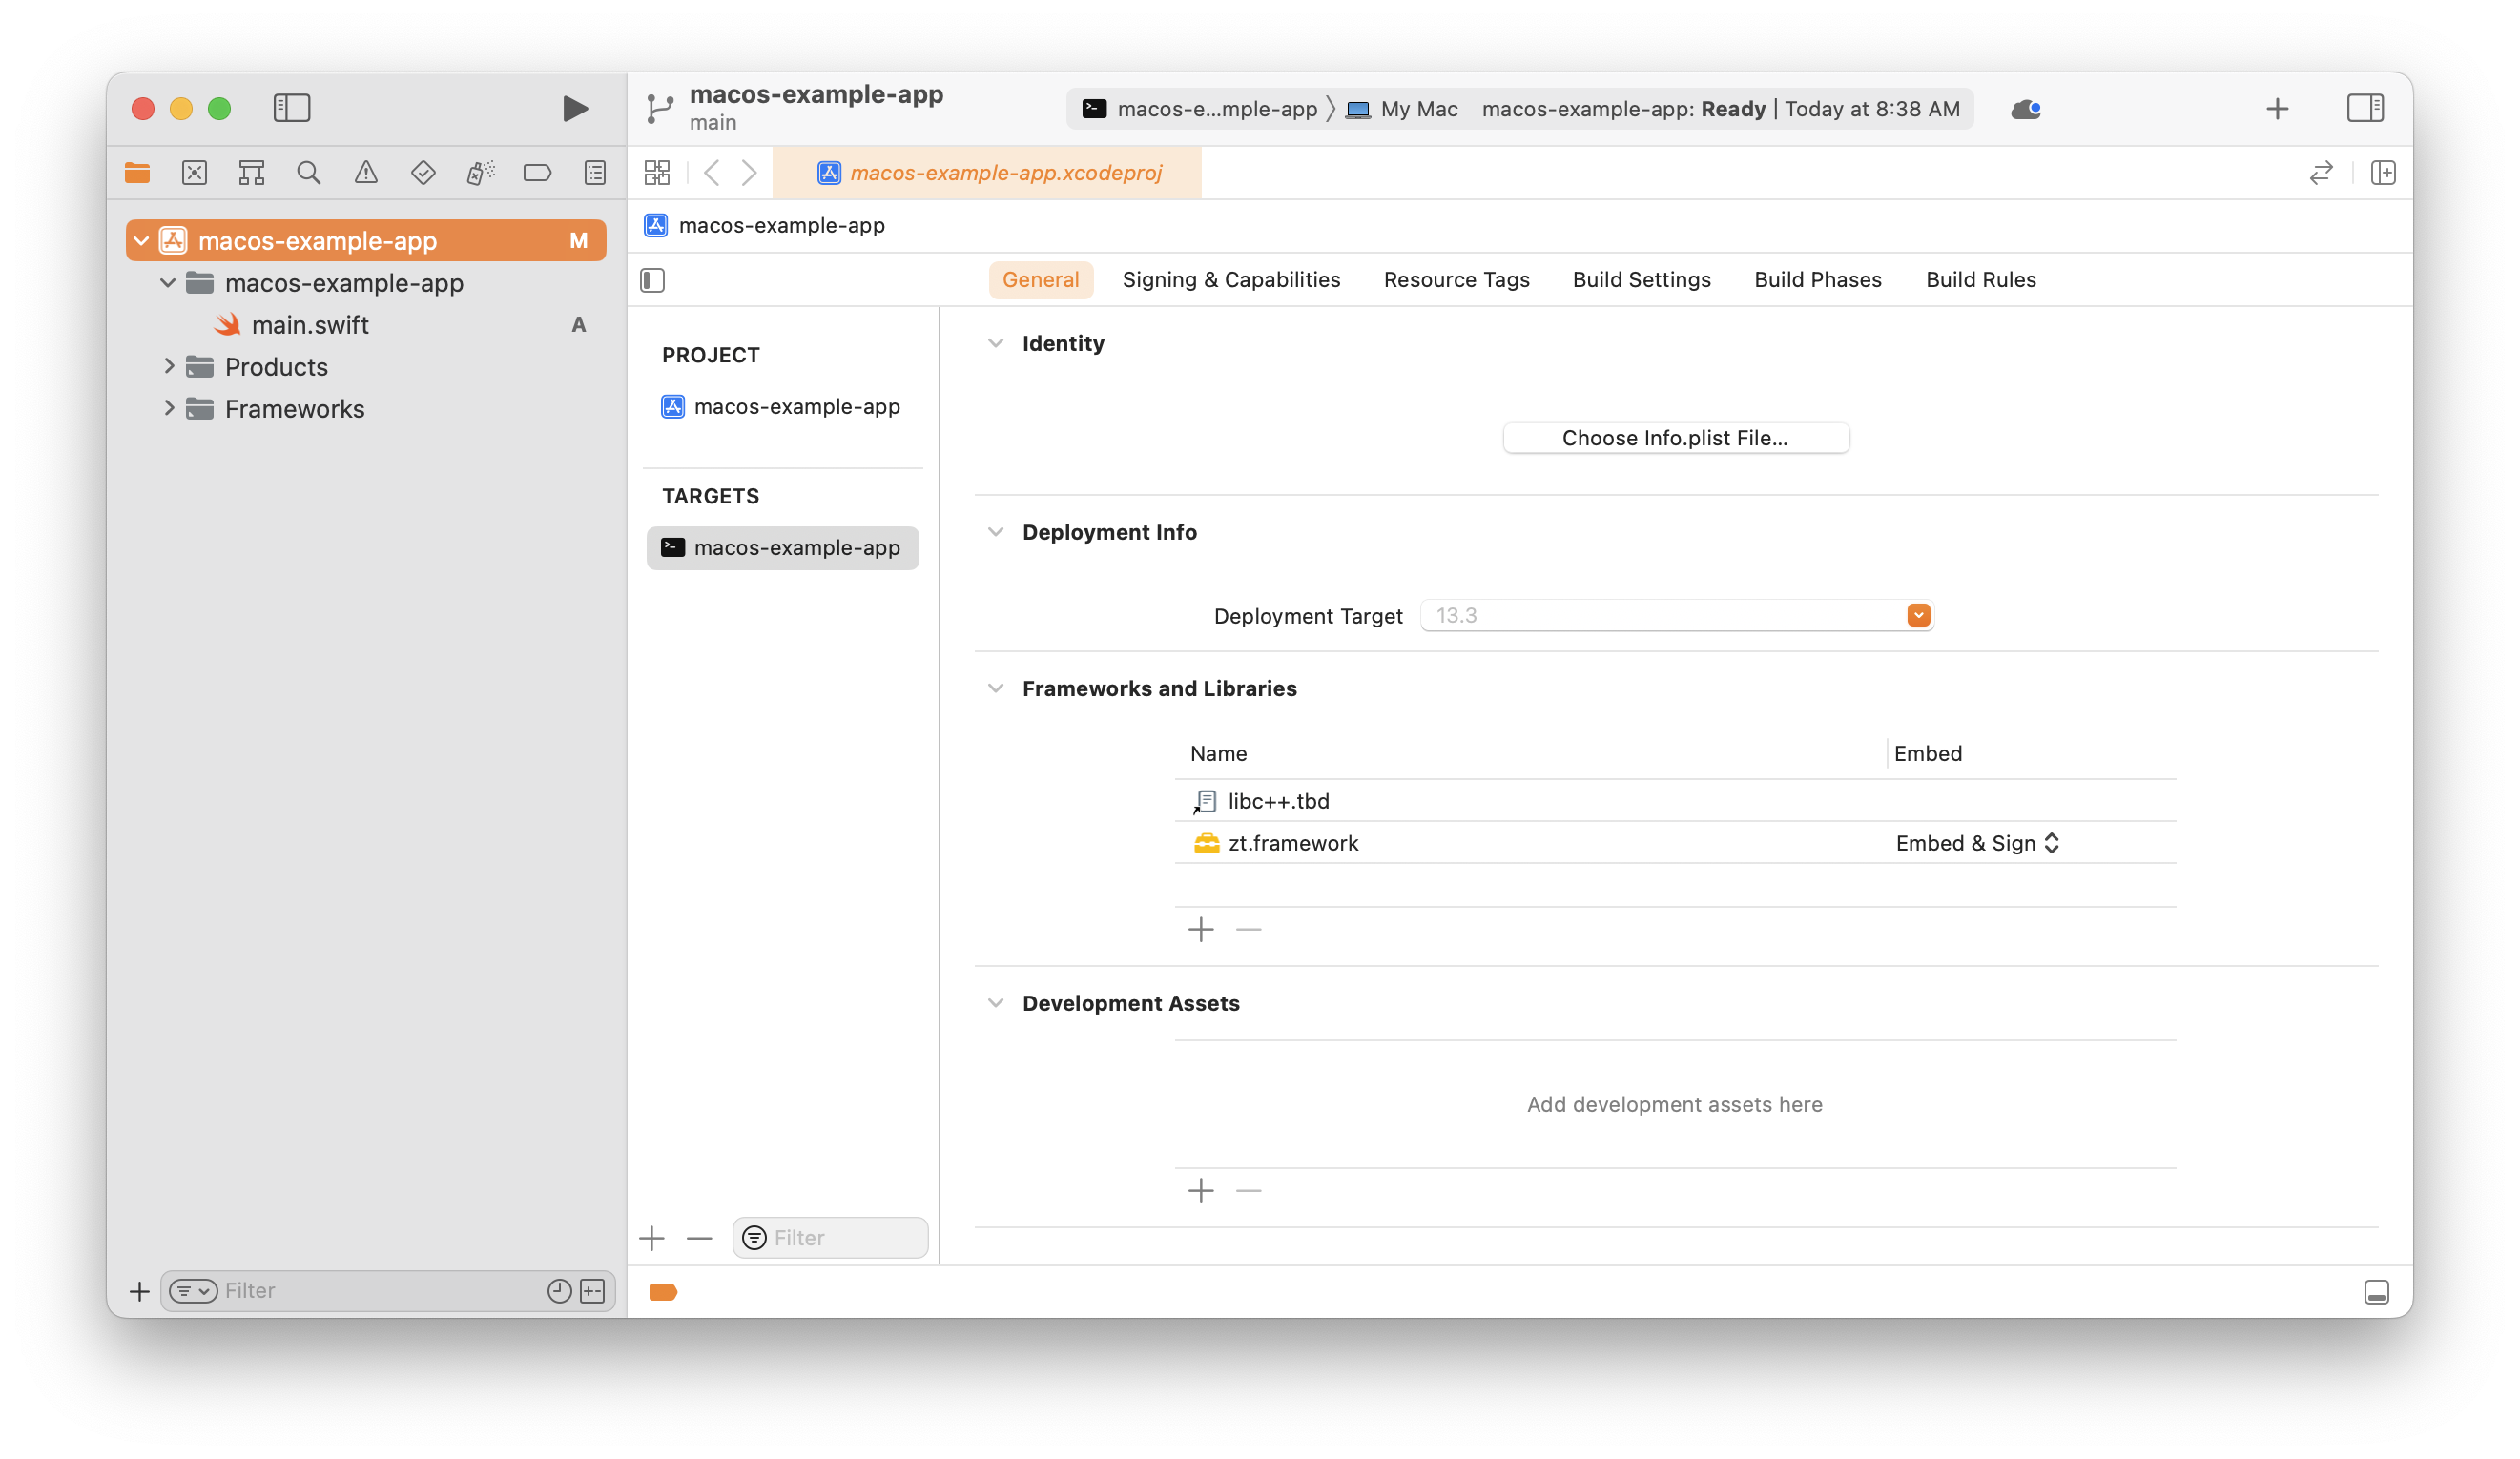 macos-example-app
main
macos-e...mple-app
My Mac
macos-example-app: Ready | Today at 8:38 AM
macos-example-app.xcodeproj
macos-example-app M
macos-example-app
main.swift A
Products
Frameworks
Filter
macos-example-app
General Signing & Capabilities Resource Tags Build Settings Build Phases Build Rules
PROJECT
macos-example-app
TARGETS
macos-example-app
Filter
Identity
Choose Info.plist File...
Deployment Info
Deployment Target 13.3
Frameworks and Libraries
Name Embed
libc++.tbd
zt.framework Embed & Sign
Development Assets
Add development assets here